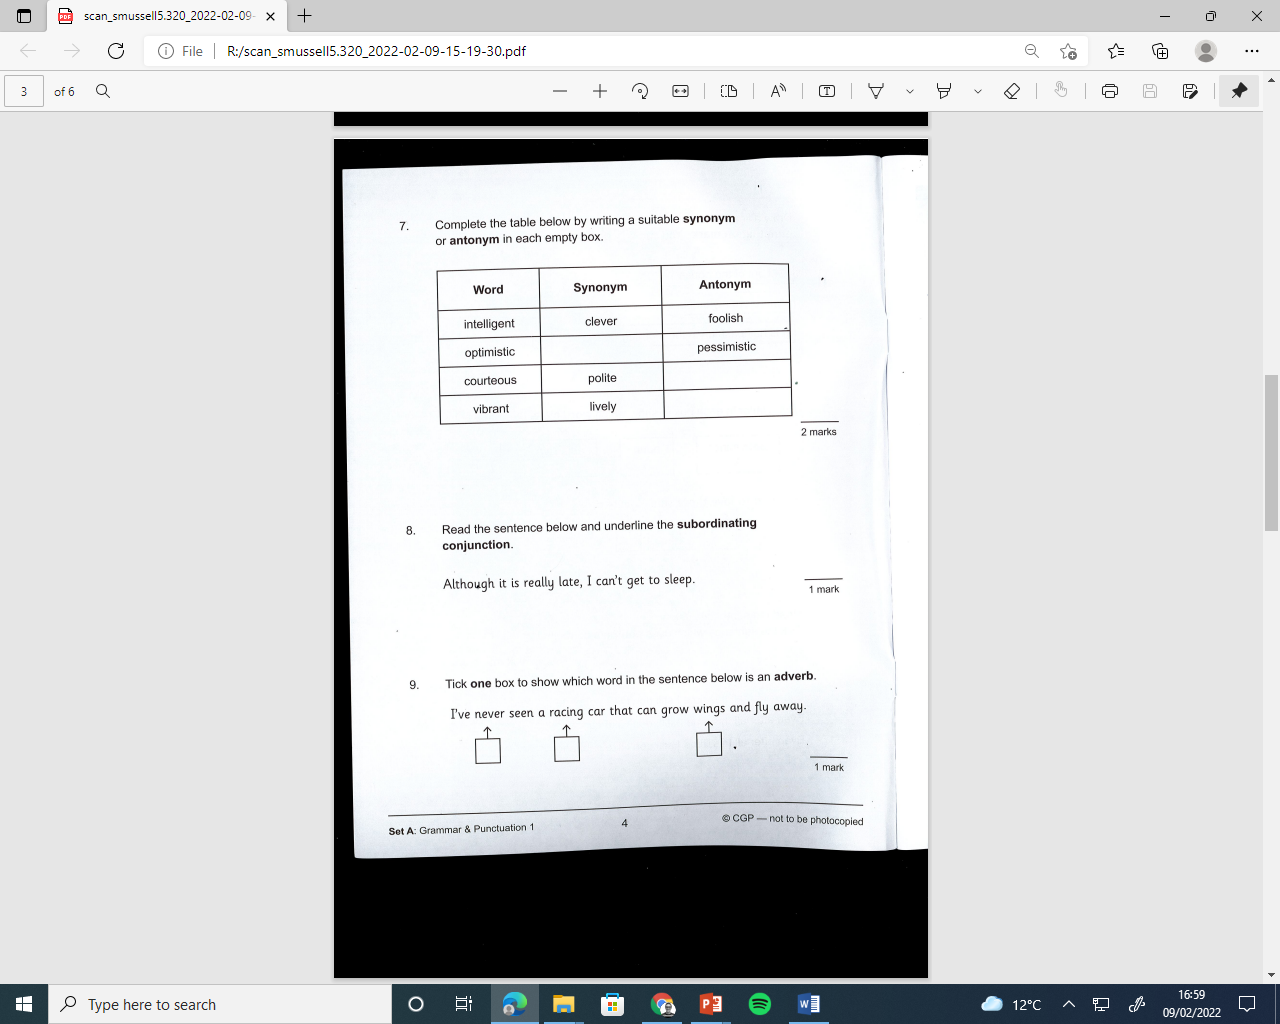 scan_smussell5.320_2022-02-09-
File
R:/scan_smussell5.320_2022-02-09-15-19-30.pdf
3
of 6
7. Complete the table below by writing a suitable synonym
or antonym in each empty box.
Word Synonym Antonym
intelligent clever foolish
optimistic pessimistic
courteous polite
vibrant lively
2 marks
8. Read the sentence below and underline the subordinating
conjunction.
Although it is really late, I can't get to sleep.
1 mark
9. Tick one box to show which word in the sentence below is an adverb.
I've never seen a racing car that can grow wings and fly away.
1 mark
Set A: Grammar & Punctuation 1
4
© CGP — not to be photocopied
Type here to search
12°C
16:59
09/02/2022